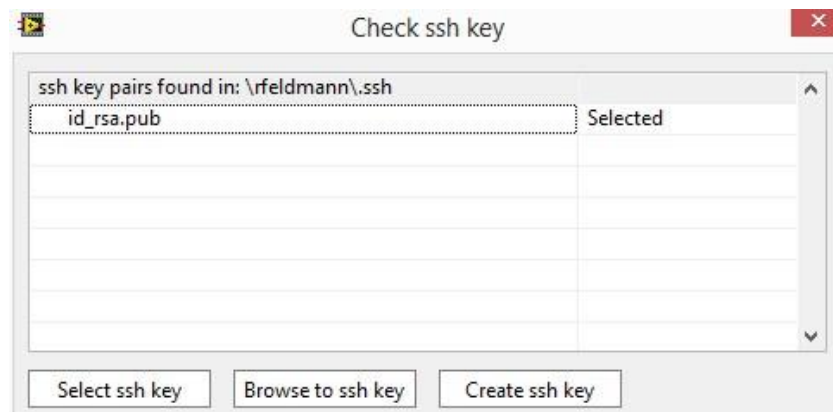 Check ssh key
ssh key pairs found in: \rfeldmann\.ssh
id_rsa.pub Selected
Select ssh key Browse to ssh key Create ssh key